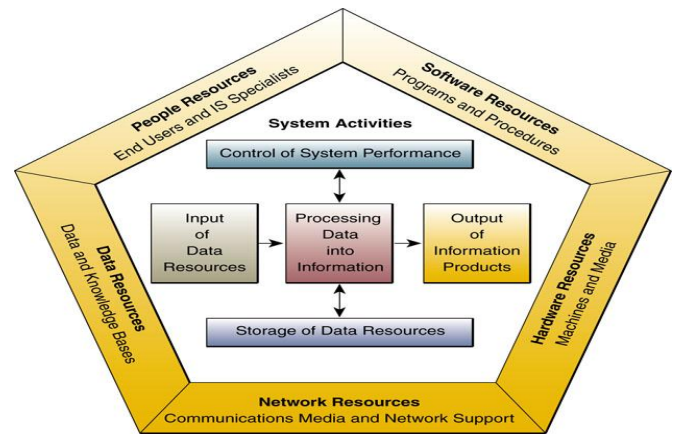 People Resources
End Users and IS Specialists
Software Resources
Programs and Procedures
System Activities
Control of System Performance
Input
of
Data
Resources
Processing
Data
into
Information
Output
of
Information
Products
Storage of Data Resources
Data Resources
Data and Knowledge Bases
Hardware Resources
Machines and Media
Network Resources
Communications Media and Network Support